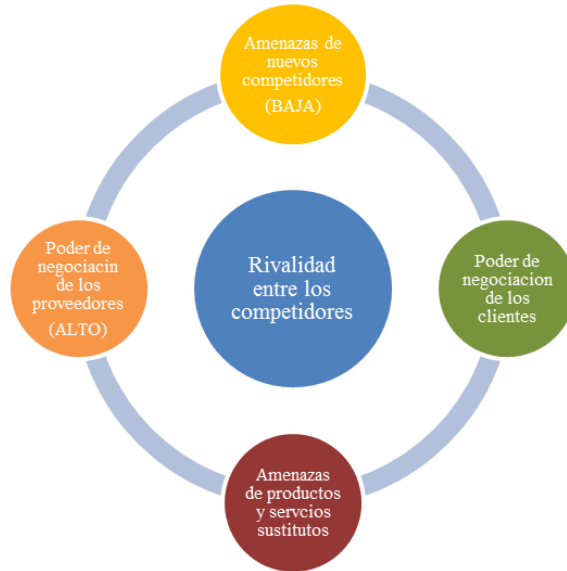 Amenazas de
nuevos
competidores
(BAJA)
Poder de
negociacin
de los
proveedores
(ALTO)
Rivalidad
entre los
competidores
Poder de
negociacion
de los
clientes
Amenazas
de productos
y servcios
sustitutos